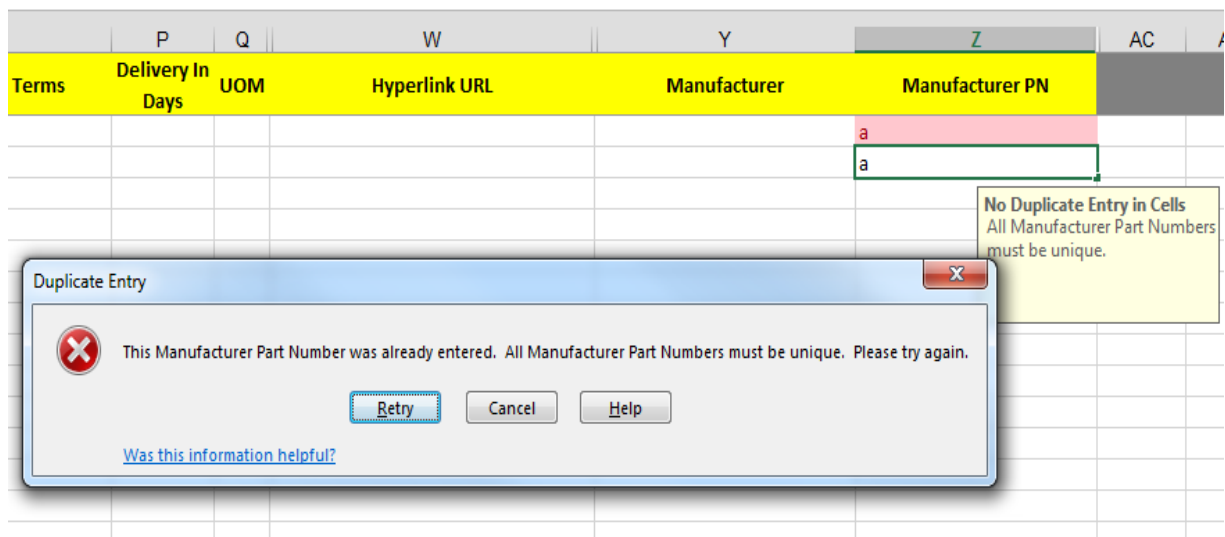 P Q W Y Z AC
Terms Delivery In Days UOM Hyperlink URL Manufacturer Manufacturer PN
a
a
No Duplicate Entry in Cells
All Manufacturer Part Numbers
must be unique.
Duplicate Entry
This Manufacturer Part Number was already entered. All Manufacturer Part Numbers must be unique. Please try again.
Retry Cancel Help
Was this information helpful?